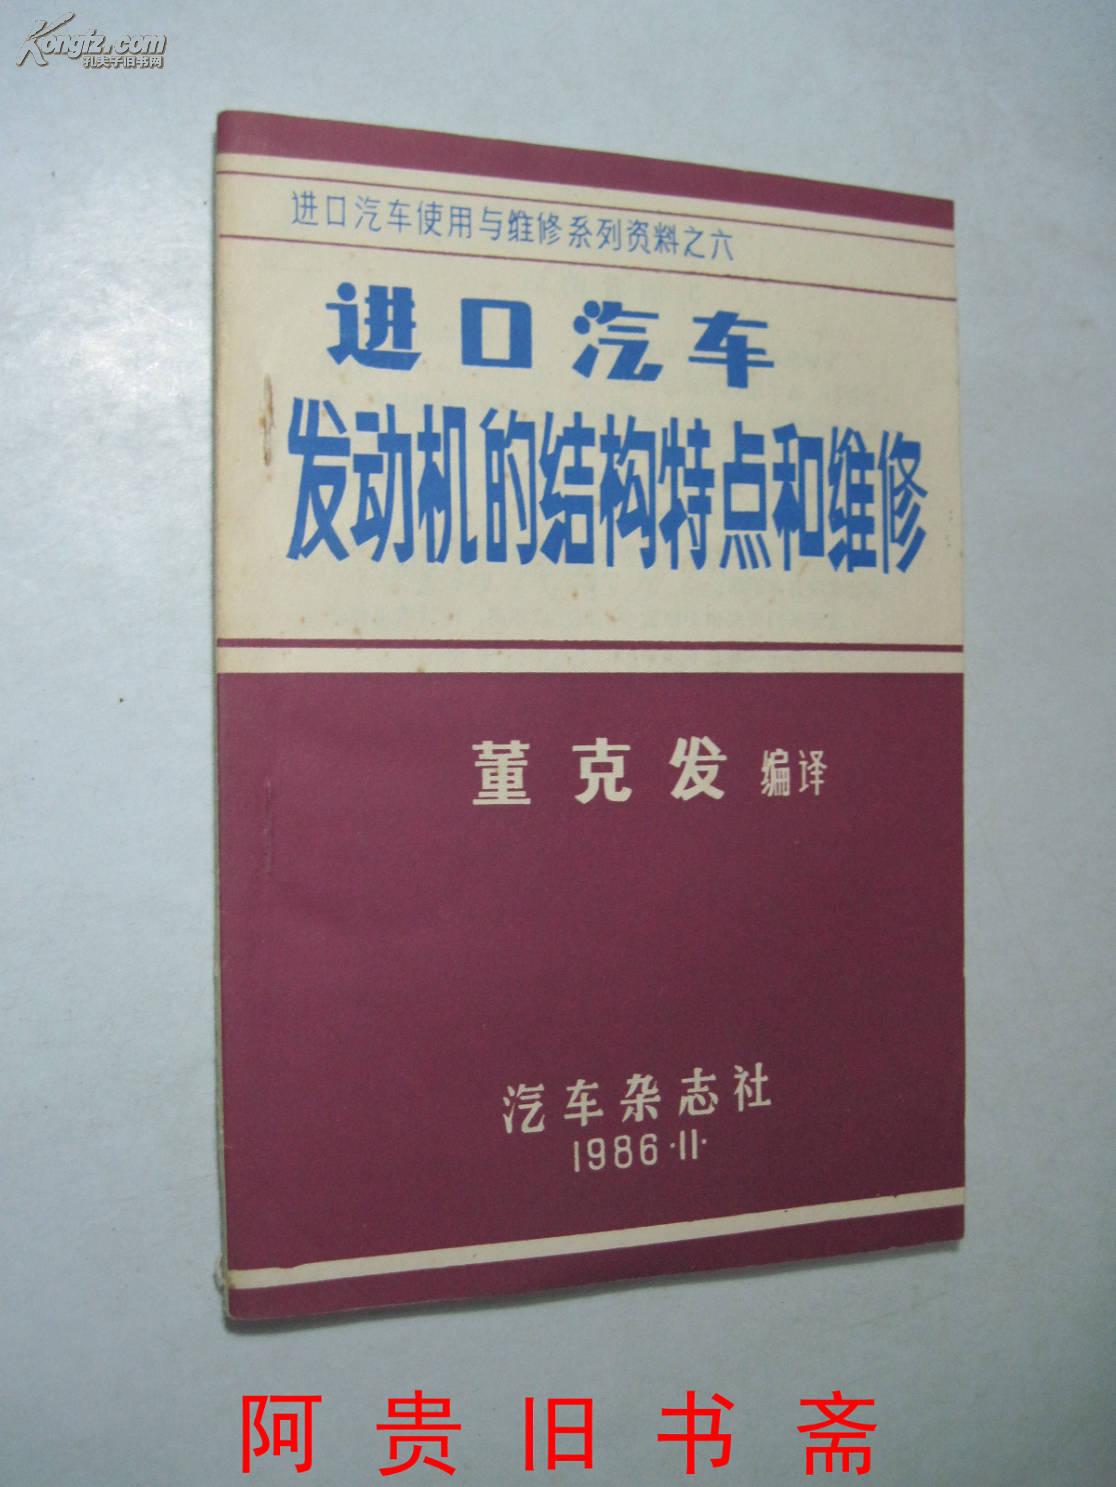 Kongfz.com
孔夫子旧书网
进口汽车使用与维修系列资料之六
进口汽车
发动机的结构特点和维修
董克发 编译
汽车杂志社
1986·11·
阿贵旧书斋